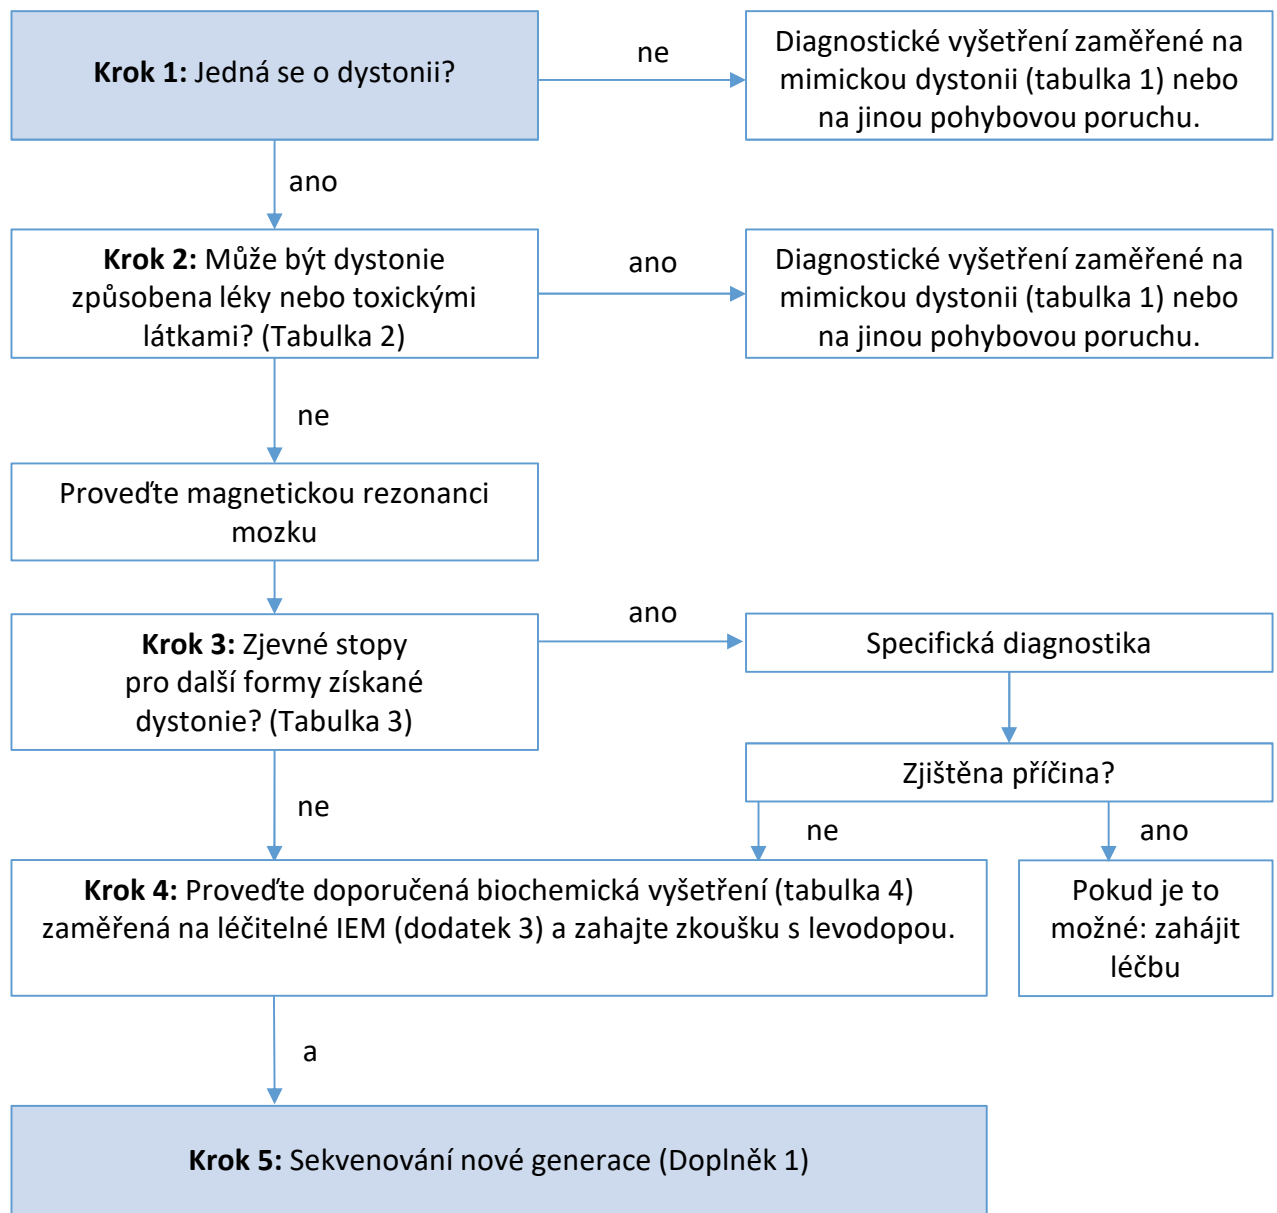 Krok 1: Jedná se o dystonii?
ne
Diagnostické vyšetření zaměřené na
mimickou dystonii (tabulka 1) nebo
na jinou pohybovou poruchu.
ano
Krok 2: Může být dystonie
způsobena léky nebo toxickými
látkami? (Tabulka 2)
ano
Diagnostické vyšetření zaměřené na
mimickou dystonii (tabulka 1) nebo
na jinou pohybovou poruchu.
ne
Proveďte magnetickou rezonanci
mozku
Krok 3: Zjevné stopy
pro další formy získané
dystonie? (Tabulka 3)
ano
Specifická diagnostika
Zjištěna příčina?
ne
ne
ano
Krok 4: Proveďte doporučená biochemická vyšetření (tabulka 4)
zaměřená na léčitelné IEM (dodatek 3) a zahajte zkoušku s levodopou.
Pokud je to
možné: zahájit
léčbu
a
Krok 5: Sekvenování nové generace (Doplněk 1)